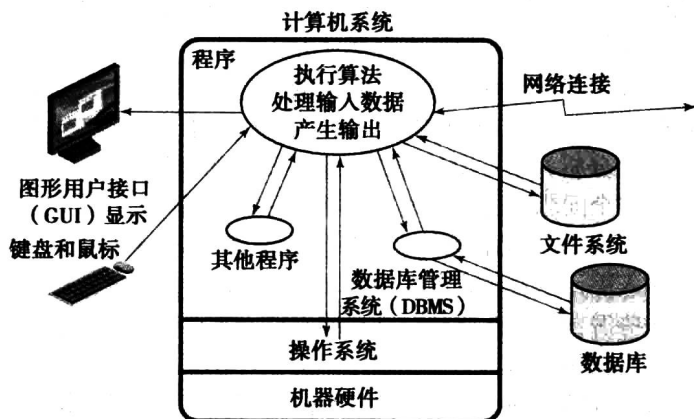 计算机系统
程序
执行算法
处理输入数据
产生输出
网络连接
图形用户接口
（GUI）显示
键盘和鼠标
其他程序
数据库管理
系统（DBMS）
文件系统
数据库
操作系统
机器硬件